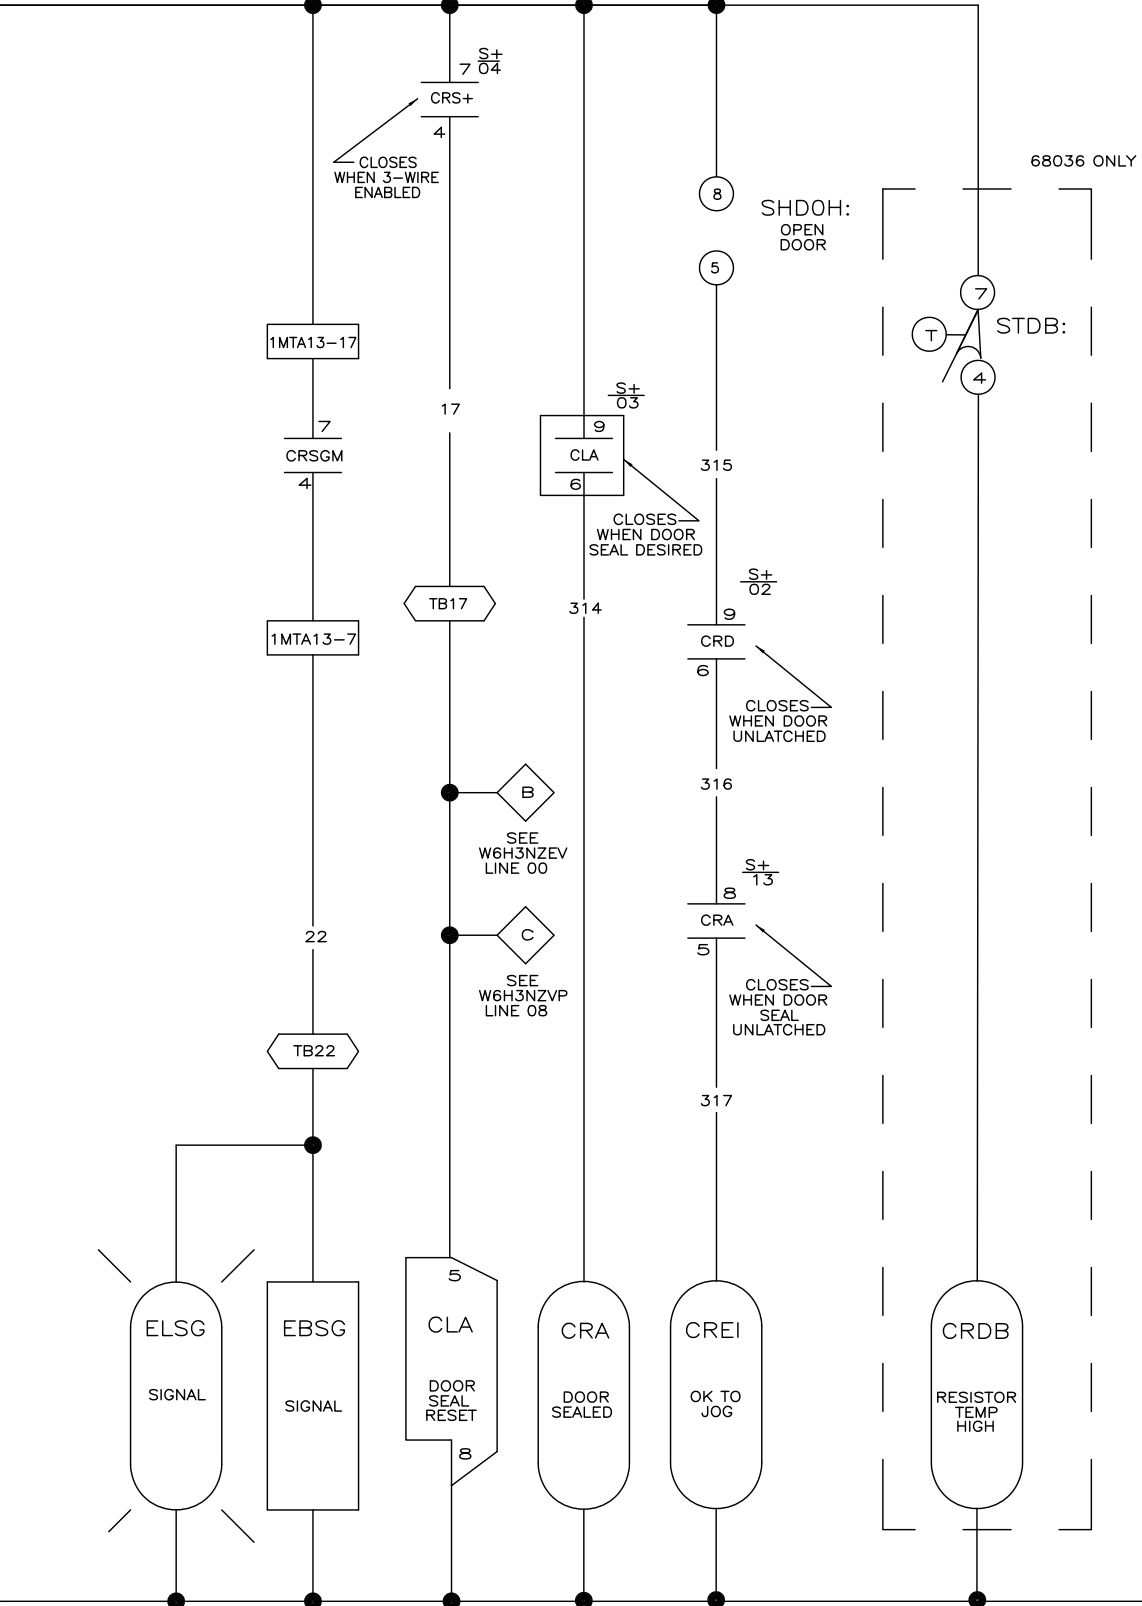 S+
04
7
CRS+
4
CLOSES
WHEN 3-WIRE
ENABLED
68036 ONLY
8
SHDOH:
OPEN
DOOR
5
7
T
STDB:
4
1MTA13-17
7
CRSGM
4
17
S+
03
9
CLA
6
CLOSES
WHEN DOOR
SEAL DESIRED
315
S+
02
9
CRD
6
CLOSES
WHEN DOOR
UNLATCHED
TB17
314
1MTA13-7
316
B
SEE
W6H3NZEV
LINE 00
S+
13
8
CRA
5
CLOSES
WHEN DOOR
SEAL
UNLATCHED
C
SEE
W6H3NZVP
LINE 08
22
TB22
317
ELSG
SIGNAL
EBSG
SIGNAL
5
CLA
DOOR
SEAL
RESET
8
CRA
DOOR
SEALED
CREI
OK TO
JOG
CRDB
RESISTOR
TEMP
HIGH